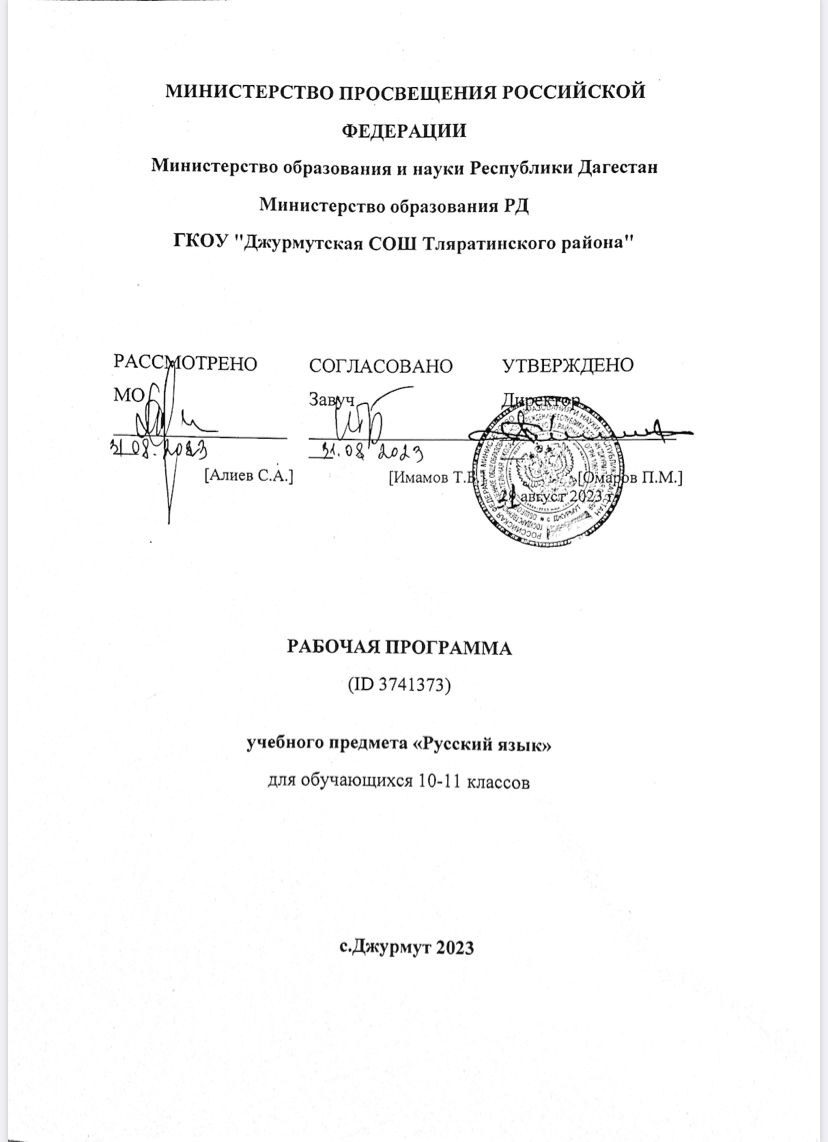 МИНИСТЕРСТВО ПРОСВЕЩЕНИЯ РОССИЙСКОЙ
ФЕДЕРАЦИИ
Министерство образования и науки Республики Дагестан
Министерство образования РД
ГКОУ "Джурмутская СОШ Тляратинского района"
РАССМОТРЕНО
МО
31.08.2023
[Алиев С.А.]
СОГЛАСОВАНО
Завуч
31.08 2023
[Имамов Т.
УТВЕРЖДЕНО
Директор
[Омаров П.М.]
август 2023 г.
РАБОЧАЯ ПРОГРАММА
(ID 3741373)
учебного предмета «Русский язык»
для обучающихся 10-11 классов
с.Джурмут 2023